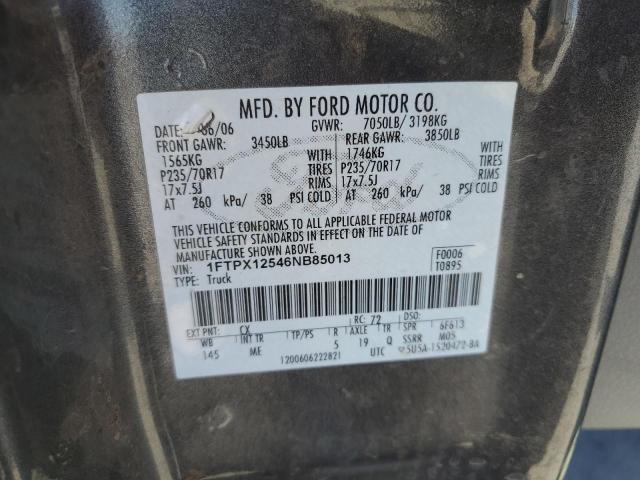 MFD. BY FORD MOTOR CO.
DATE: 06/06 GVWR: 7050LB/ 3198KG
FRONT GAWR: 3450LB REAR GAWR: 3850LB
1565KG WITH 1746KG WITH
P235/70R17 TIRES P235/70R17 TIRES
17x7.5J RIMS 17x7.5J RIMS
AT 260 kPa/ 38 PSI COLD AT 260 kPa/ 38 PSI COLD
Ford
THIS VEHICLE CONFORMS TO ALL APPLICABLE FEDERAL MOTOR
VEHICLE SAFETY STANDARDS IN EFFECT ON THE DATE OF
MANUFACTURE SHOWN ABOVE.
VIN: 1FTPX12546NB85013 F0006
TYPE: Truck T0895
EXT PNT: CX RC: 72 DSO:
WB INT TR TP/PS R AXLE TR SPR 6F613
145 ME 5 19 Q SSRR M05
1200606222821 UTC 5U5A-1520472-BA